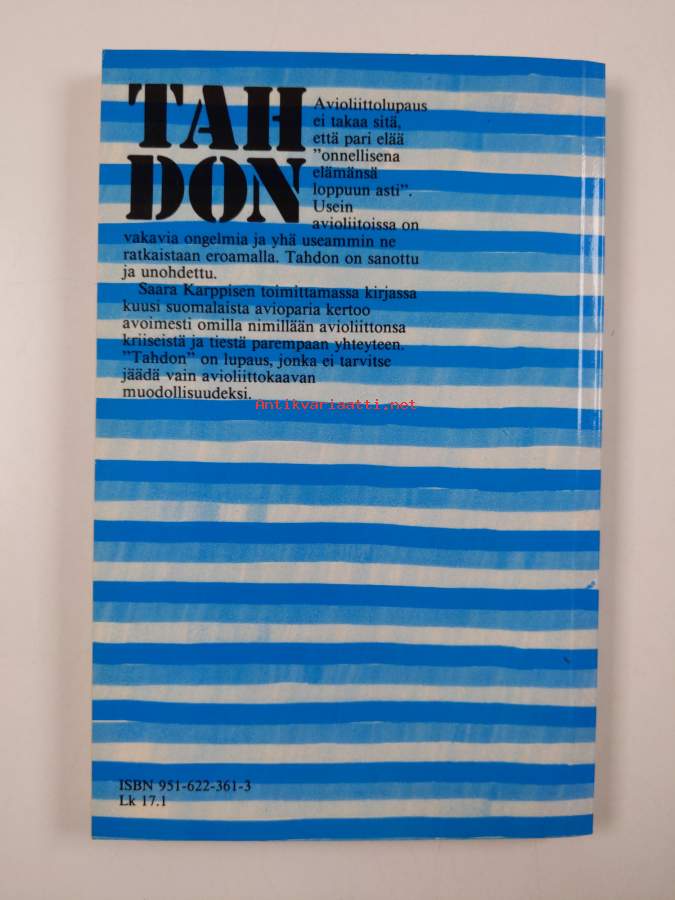 TAH
DON
Avioliittolupaus
ei takaa sitä,
että pari elää
”onnellisena
elämänsä
loppuun asti”.
Usein
avioliitoissa on
vakavia ongelmia ja yhä useammin ne
ratkaistaan eroamalla. Tahdon on sanottu
ja unohdettu.
Saara Karppisen toimittamassa kirjassa
kuusi suomalaista avioparia kertoo
avoimesti omilla nimillään avioliittonsa
kriiseistä ja tiestä parempaan yhteyteen.
”Tahdon” on lupaus, jonka ei tarvitse
jäädä vain avioliittokaavan
muodollisuudeksi.
Antikvariaatti.net
ISBN 951-622-361-3
Lk 17.1